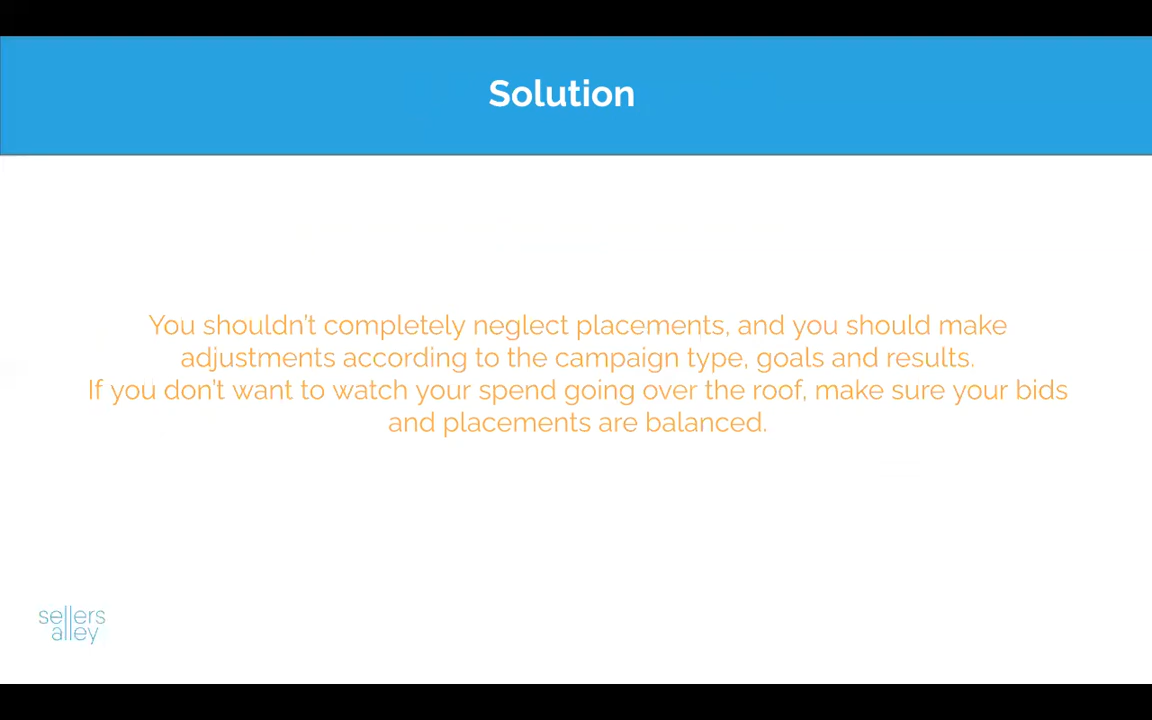 Solution
You shouldn't completely neglect placements, and you should make
adjustments according to the campaign type, goals and results.
If you don't want to watch your spend going over the roof, make sure your bids
and placements are balanced.
sellers
alley